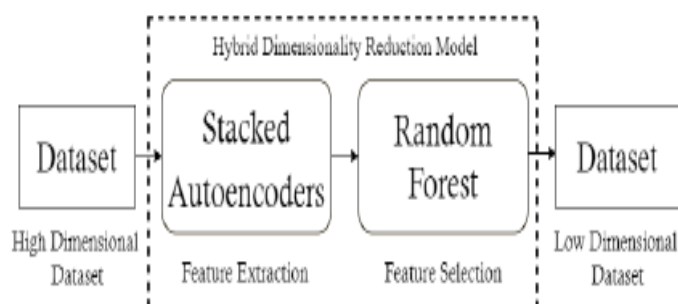 Hybrid Dimensionality Reduction Model
Dataset
Stacked
Autoencoders
Random
Forest
Dataset
High Dimensional
Dataset
Feature Extraction
Feature Selection
Low Dimensional
Dataset